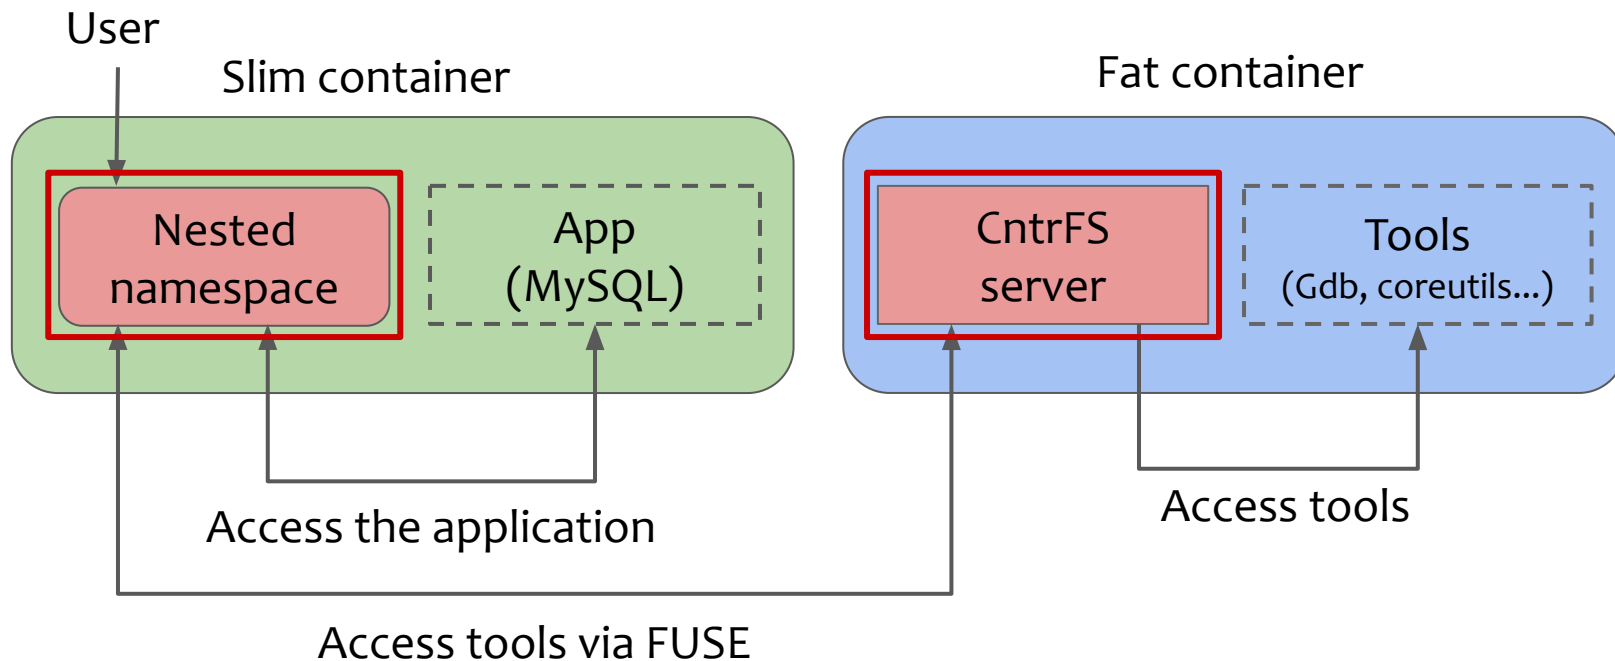 User
Slim container
Fat container
Nested
namespace
App
(MySQL)
CntrFS
server
Tools
(Gdb, coreutils...)
Access the application
Access tools
Access tools via FUSE